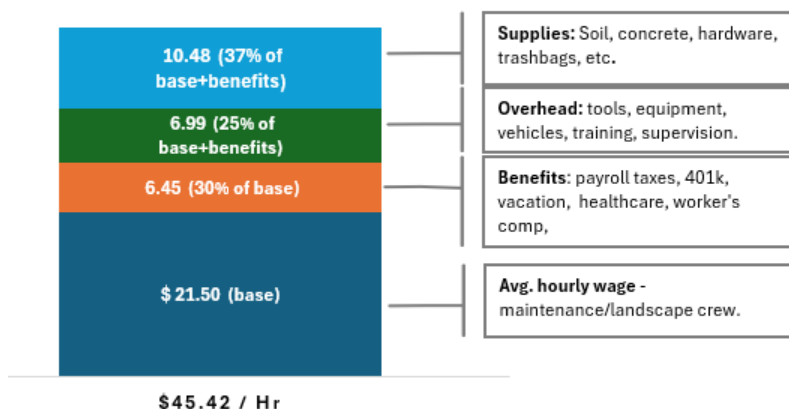 10.48 (37% of
base+benefits)
6.99 (25% of
base+benefits)
6.45 (30% of base)
$ 21.50 (base)
$45.42 / Hr
Supplies: Soil, concrete, hardware,
trashbags, etc.
Overhead: tools, equipment,
vehicles, training, supervision.
Benefits: payroll taxes, 401k,
vacation, healthcare, worker's
comp,
Avg. hourly wage -
maintenance/landscape crew.